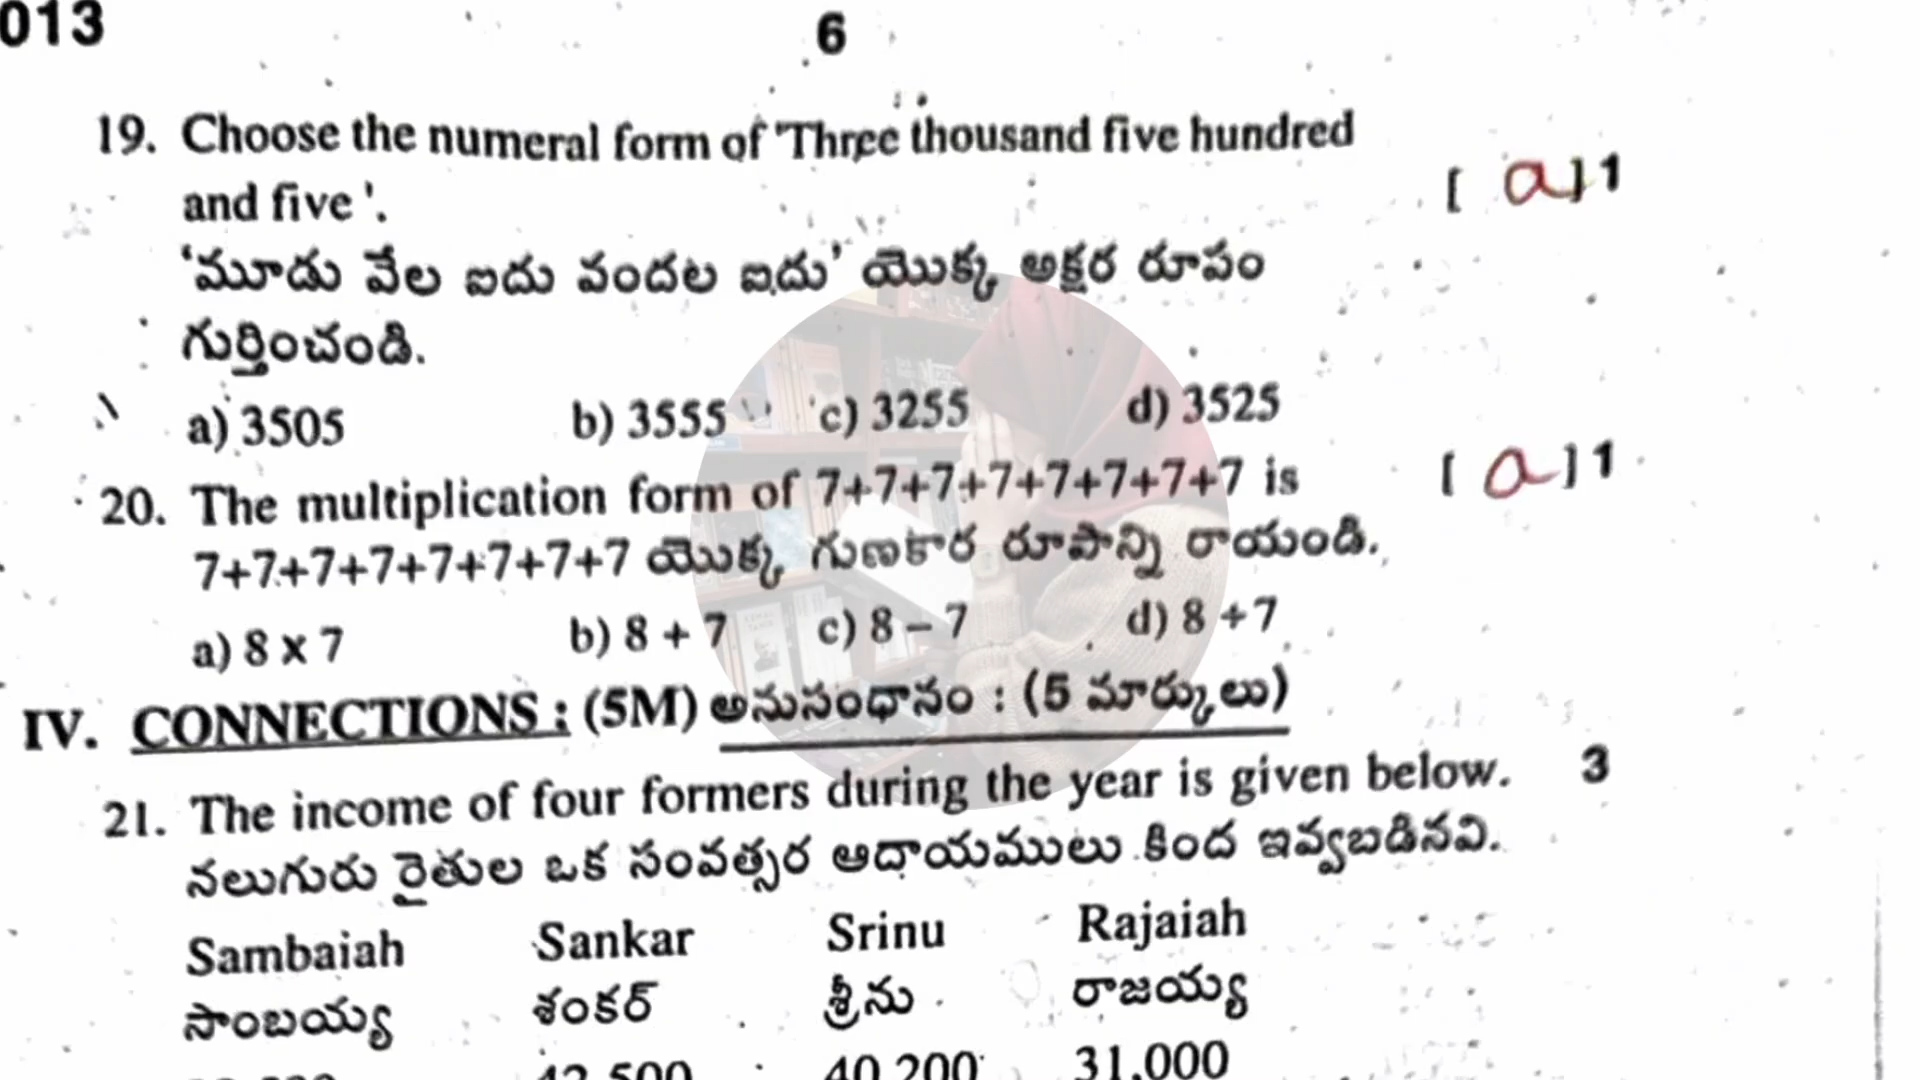 013
6
19. Choose the numeral form of 'Three thousand five hundred
and five '.
[ a] 1
'మూడు వేల ఐదు వందల ఐదు' యొక్క అక్షర రూపం
గుర్తించండి.
a) 3505 b) 3555 c) 3255 d) 3525
20. The multiplication form of 7+7+7+7+7+7+7+7 is [ a ] 1
7+7+7+7+7+7+7+7 యొక్క గుణకార రూపాన్ని రాయండి.
a) 8 x 7 b) 8 + 7 c) 8 – 7 d) 8 ÷ 7
IV. CONNECTIONS : (5M) అనుసంధానం : (5 మార్కులు)
21. The income of four formers during the year is given below. 3
నలుగురు రైతుల ఒక సంవత్సర ఆదాయములు కింద ఇవ్వబడినవి.
Sambaiah Sankar Srinu Rajaiah
సాంబయ్య శంకర్ శ్రీను రాజయ్య
42,500 40,200 31,000